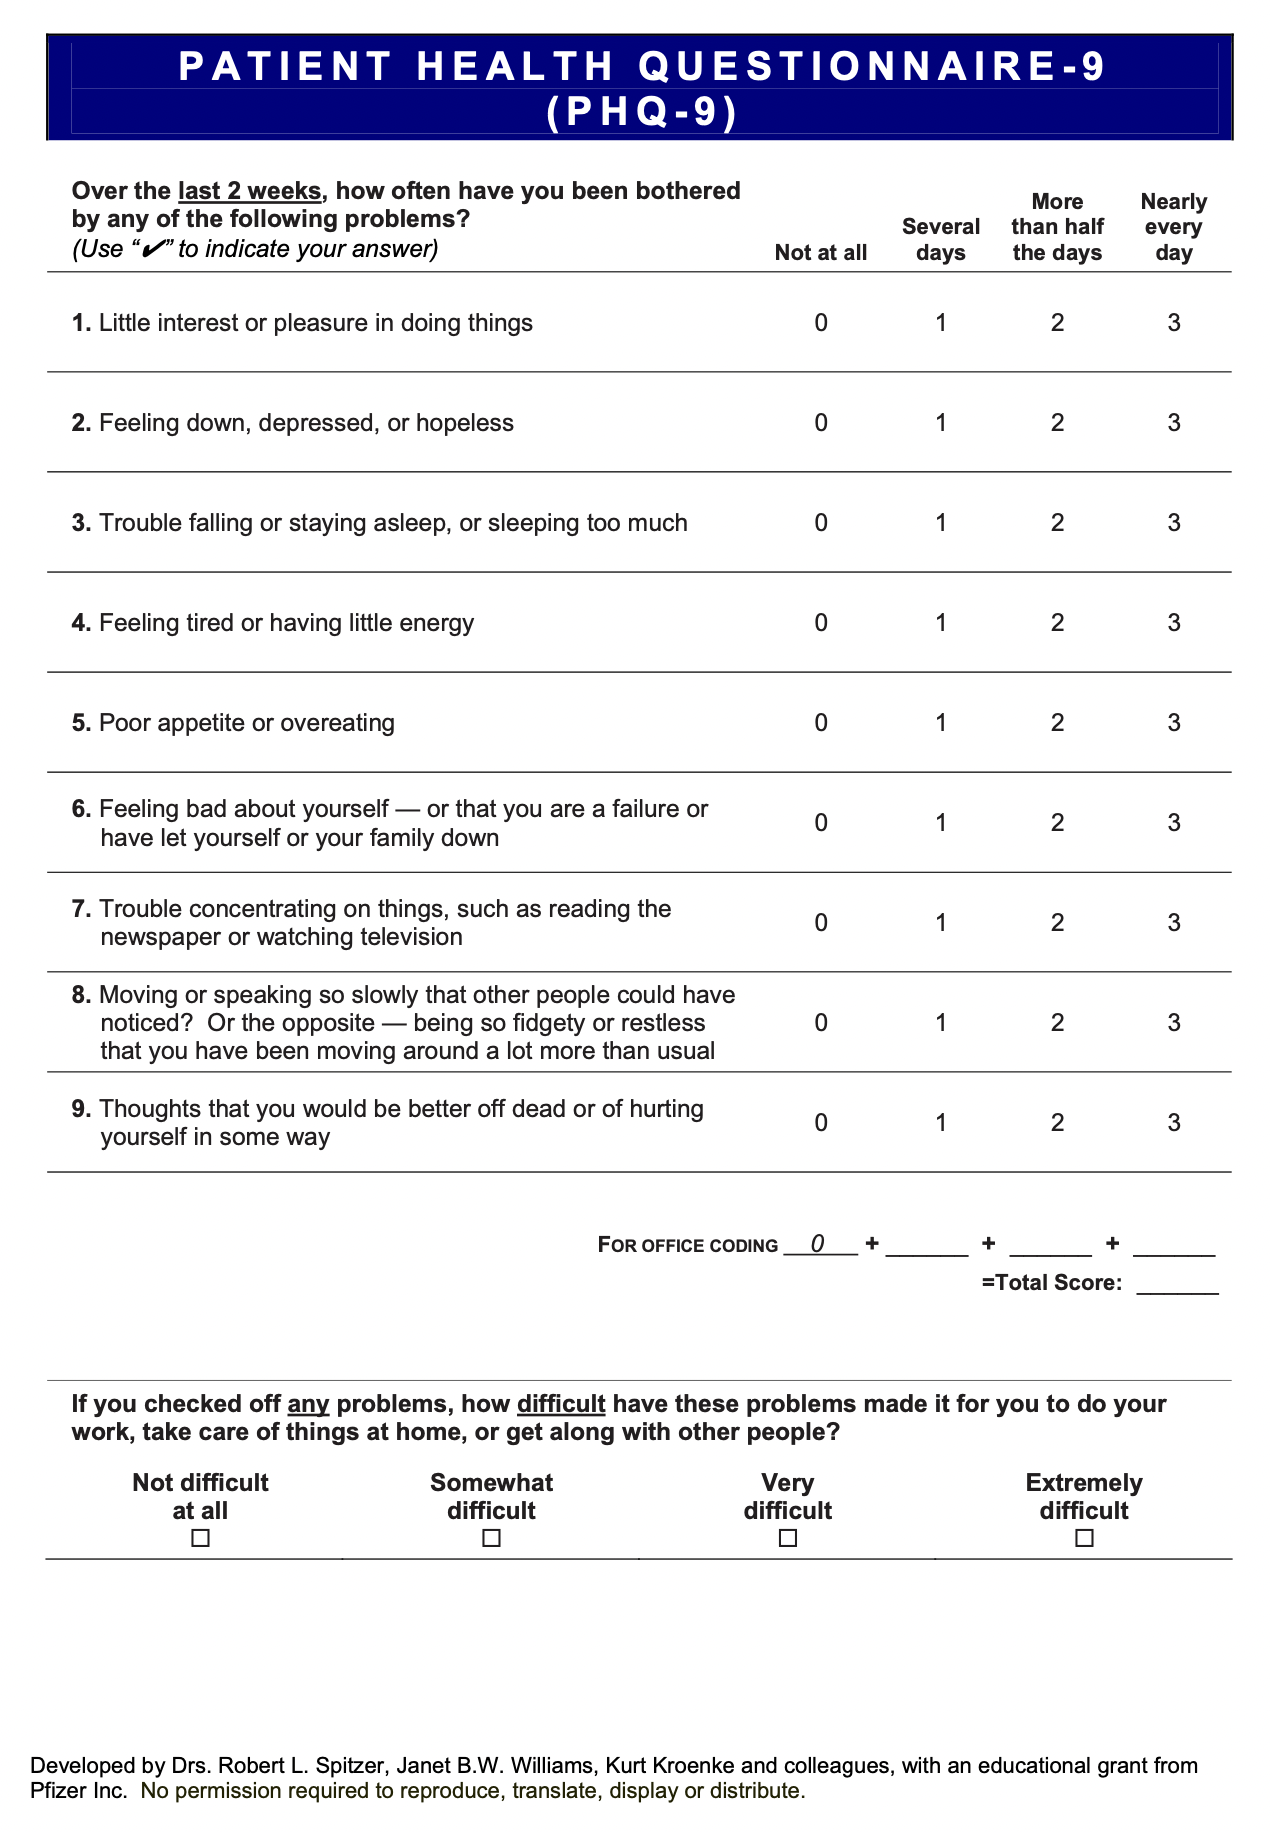 PATIENT HEALTH QUESTIONNAIRE-9
(PHQ-9)
Over the last 2 weeks, how often have you been bothered
by any of the following problems?
(Use “✔” to indicate your answer)
Not at all
Several
days
More
than half
the days
Nearly
every
day
1. Little interest or pleasure in doing things 0 1 2 3
2. Feeling down, depressed, or hopeless 0 1 2 3
3. Trouble falling or staying asleep, or sleeping too much 0 1 2 3
4. Feeling tired or having little energy 0 1 2 3
5. Poor appetite or overeating 0 1 2 3
6. Feeling bad about yourself — or that you are a failure or
have let yourself or your family down
0 1 2 3
7. Trouble concentrating on things, such as reading the
newspaper or watching television
0 1 2 3
8. Moving or speaking so slowly that other people could have
noticed? Or the opposite — being so fidgety or restless
that you have been moving around a lot more than usual
0 1 2 3
9. Thoughts that you would be better off dead or of hurting
yourself in some way
0 1 2 3
FOR OFFICE CODING 0 + ______ + ______ + ______
=Total Score: ______
If you checked off any problems, how difficult have these problems made it for you to do your
work, take care of things at home, or get along with other people?
Not difficult
at all
☐
Somewhat
difficult
☐
Very
difficult
☐
Extremely
difficult
☐
Developed by Drs. Robert L. Spitzer, Janet B.W. Williams, Kurt Kroenke and colleagues, with an educational grant from
Pfizer Inc. No permission required to reproduce, translate, display or distribute.